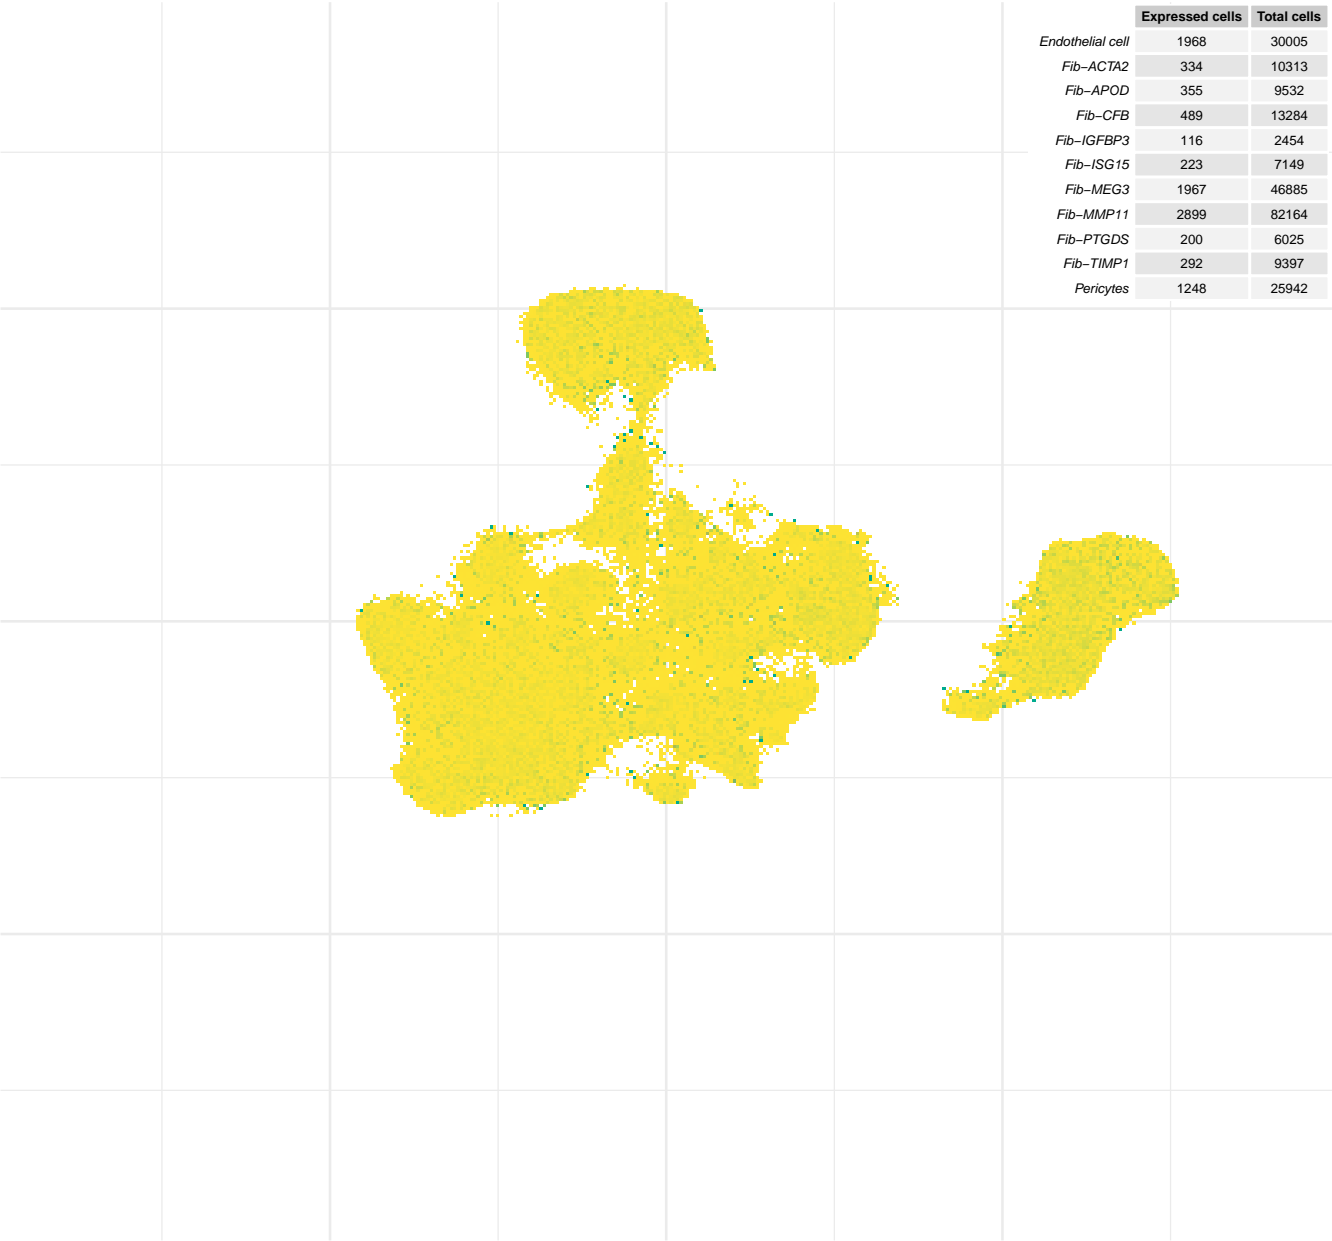 Expressed cells Total cells
Endothelial cell 1968 30005
Fib−ACTA2 334 10313
Fib−APOD 355 9532
Fib−CFB 489 13284
Fib−IGFBP3 116 2454
Fib−ISG15 223 7149
Fib−MEG3 1967 46885
Fib−MMP11 2899 82164
Fib−PTGDS 200 6025
Fib−TIMP1 292 9397
Pericytes 1248 25942